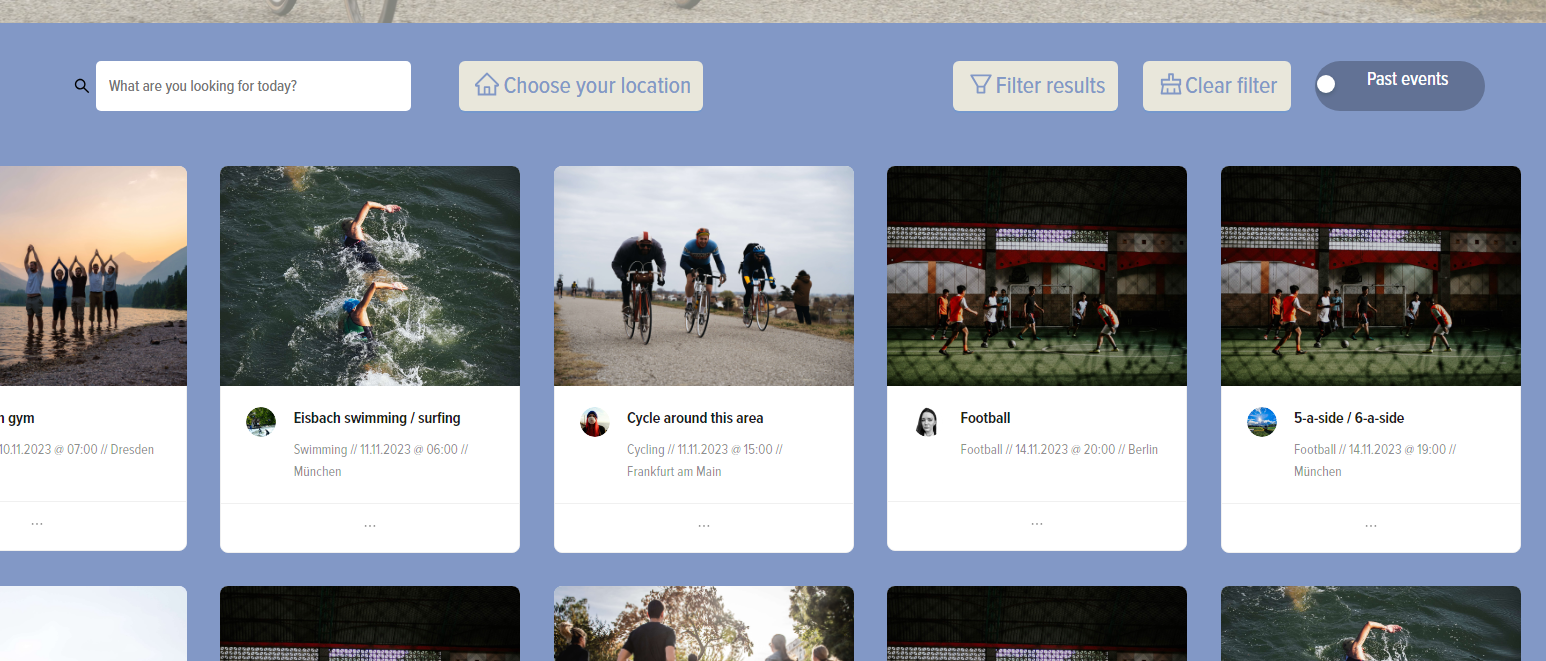 What are you looking for today?
Choose your location
Filter results
Clear filter
Past events
gym
10.11.2023 @ 07:00 // Dresden
...
Eisbach swimming / surfing
Swimming // 11.11.2023 @ 06:00 //
München
...
Cycle around this area
Cycling // 11.11.2023 @ 15:00 //
Frankfurt am Main
...
Football
Football // 14.11.2023 @ 20:00 // Berlin
...
5-a-side / 6-a-side
Football // 14.11.2023 @ 19:00 //
München
...